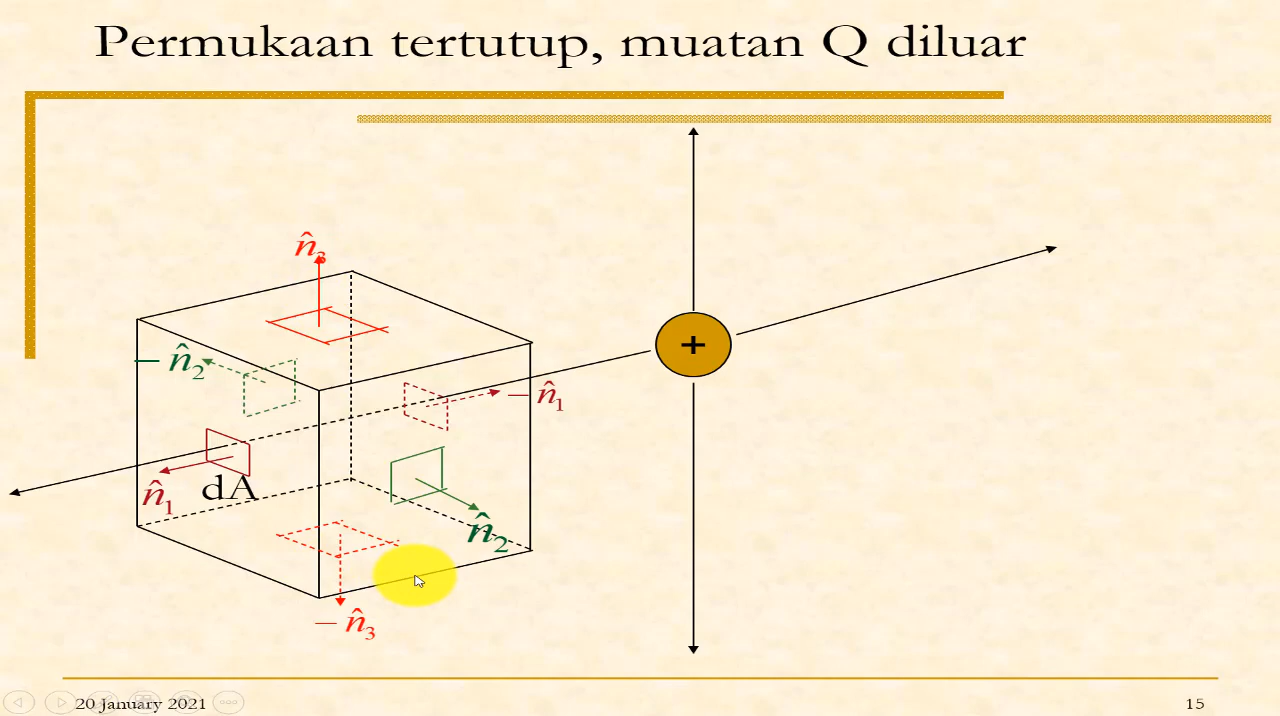 Permukaan tertutup, muatan Q diluar
n̂₃
− n̂₂
− n̂₁
+
n̂₁
dA
n̂₂
− n̂₃
20 January 2021
15